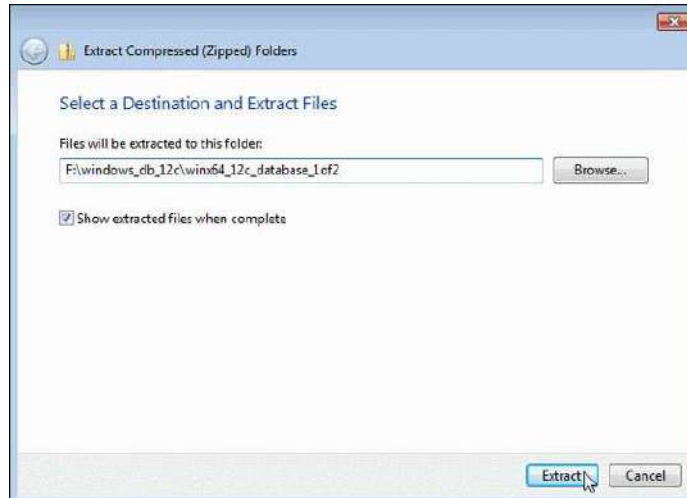 Extract Compressed (Zipped) Folders
Select a Destination and Extract Files
Files will be extracted to this folder:
F:\windows_db_12c\winx64_12c_database_1of2
Browse...
Show extracted files when complete
Extract
Cancel